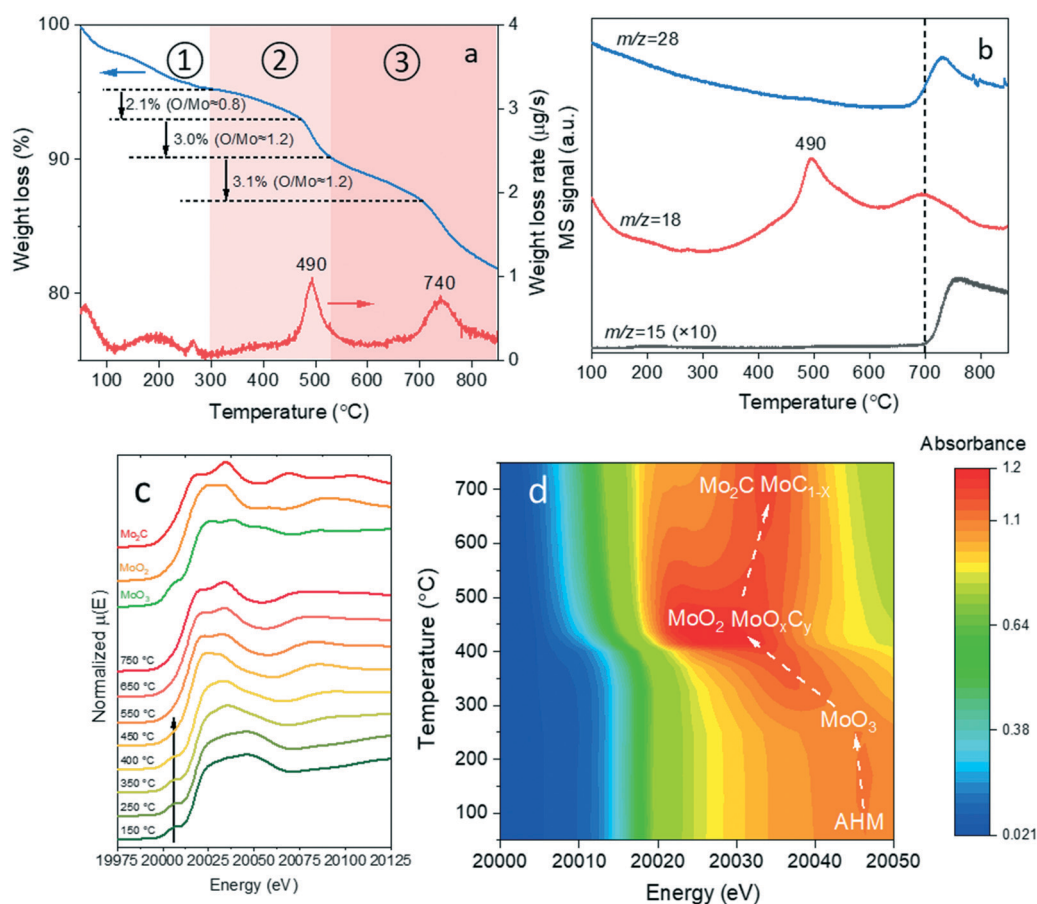 a
①
②
③
100
90
80
Weight loss (%)
2.1% (O/Mo≈0.8)
3.0% (O/Mo≈1.2)
3.1% (O/Mo≈1.2)
490
740
4
3
2
1
0
Weight loss rate (μg/s)
100 200 300 400 500 600 700 800
Temperature (°C)
b
m/z=28
490
m/z=18
m/z=15 (×10)
MS signal (a.u.)
100 200 300 400 500 600 700 800
Temperature (°C)
c
Mo₂C
MoO₂
MoO₃
750 °C
650 °C
550 °C
450 °C
400 °C
350 °C
250 °C
150 °C
Normalized μ(E)
19975 20000 20025 20050 20075 20100 20125
Energy (eV)
d
Mo₂C MoC₁₋ₓ
MoO₂ MoOₓCᵧ
MoO₃
AHM
700
600
500
400
300
200
100
Temperature (°C)
20000 20010 20020 20030 20040 20050
Energy (eV)
Absorbance
1.2
1.1
0.64
0.38
0.021